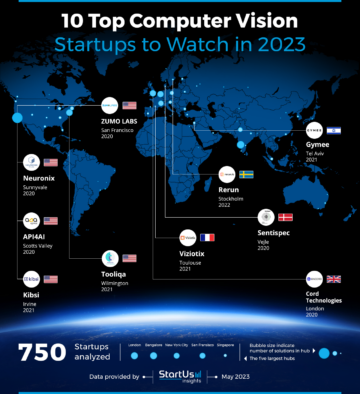 10 Top Computer Vision
Startups to Watch in 2023
ZUMO LABS
San Francisco
2020
GYMEE
Gymee
Tel Aviv
2021
Neuronix
Sunnyvale
2020
Rerun
Stockholm
2022
Sentispec
Vejle
2020
API4AI
Scotts Valley
2020
Viziotix
Toulouse
2021
Tooliqa
Wilmington
2021
kibsi
Kibsi
Irvine
2021
Cord
Technologies
London
2020
750
Startups
analyzed
London
Bangalore
New York City
San Francisco
Singapore
Bubble size indicate
number of solutions in hub
The five largest hubs
Data provided by
StartUs
insights
May 2023